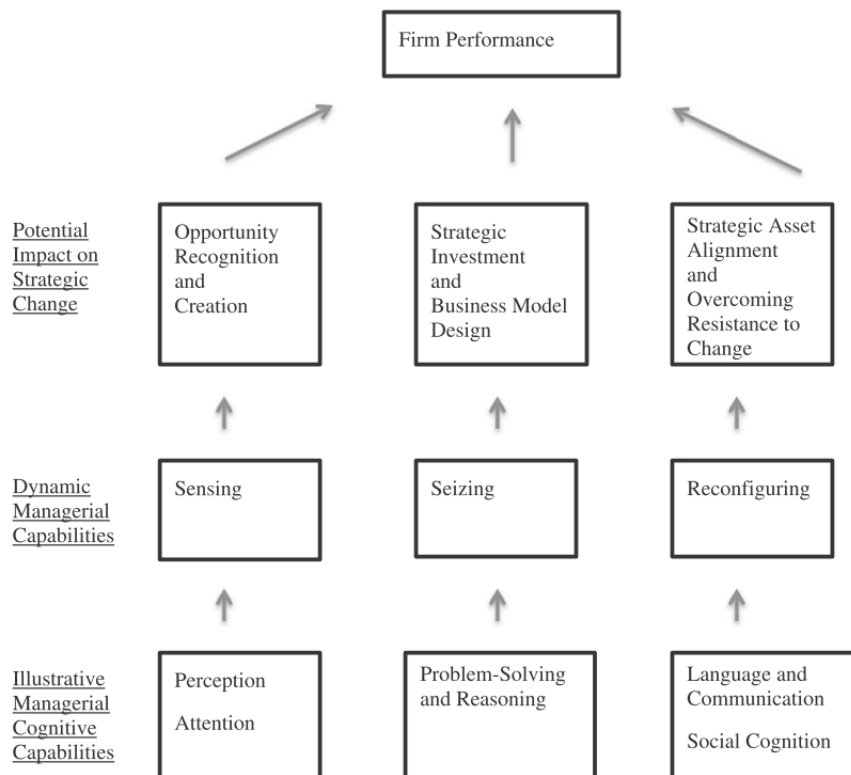 Firm Performance
Potential
Impact on
Strategic
Change
Opportunity
Recognition
and
Creation
Strategic
Investment
and
Business Model
Design
Strategic Asset
Alignment
and
Overcoming
Resistance to
Change
Dynamic
Managerial
Capabilities
Sensing
Seizing
Reconfiguring
Illustrative
Managerial
Cognitive
Capabilities
Perception
Attention
Problem-Solving
and Reasoning
Language and
Communication
Social Cognition